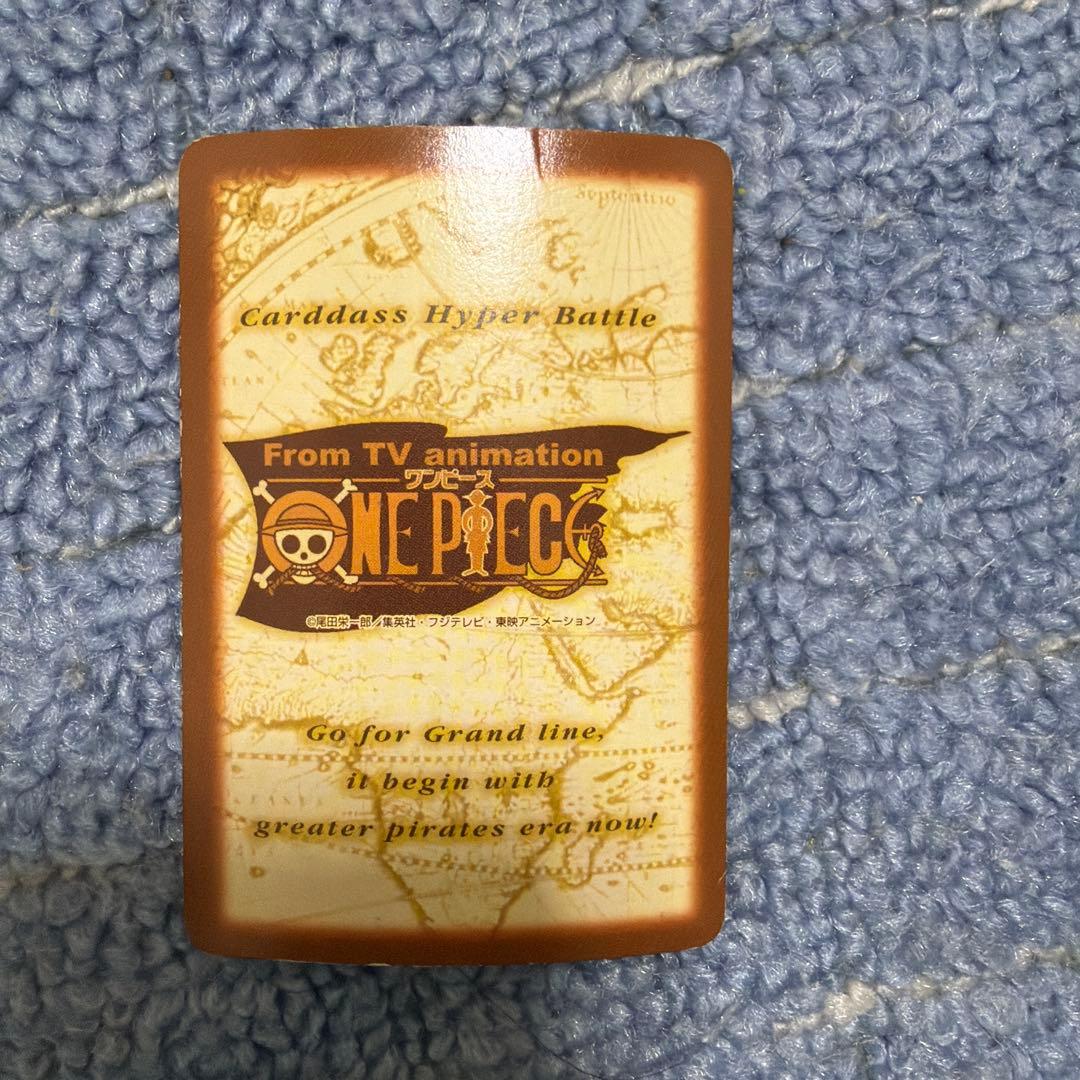 Septentrio
Carddass Hyper Battle
From TV animation
ワンピース
ONE PIECE
©尾田栄一郎／集英社・フジテレビ・東映アニメーション
Go for Grand line,
it begin with
greater pirates era now!